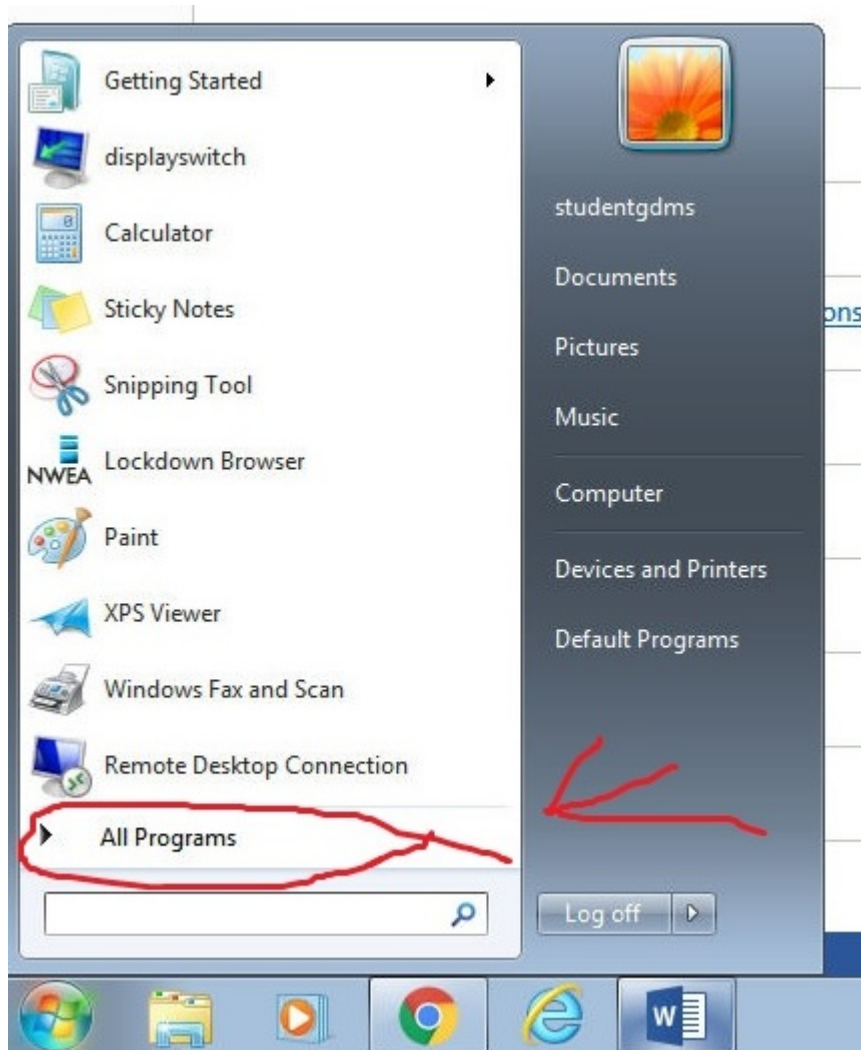 Getting Started
displayswitch
Calculator
Sticky Notes
Snipping Tool
NWEA Lockdown Browser
Paint
XPS Viewer
Windows Fax and Scan
Remote Desktop Connection
All Programs
studentgdms
Documents
Pictures
Music
Computer
Devices and Printers
Default Programs
Log off
ons
W